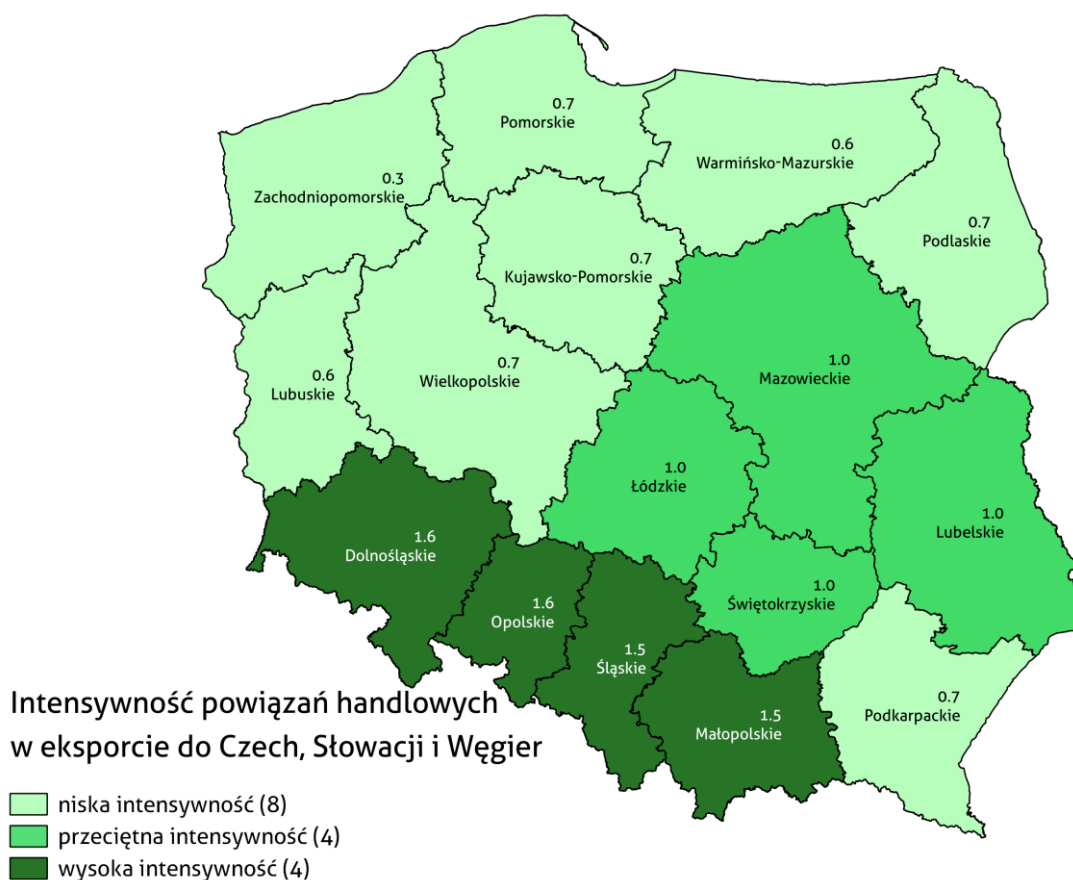 0.7
Pomorskie
0.6
Warmińsko-Mazurskie
0.3
Zachodniopomorskie
0.7
Podlaskie
0.7
Kujawsko-Pomorskie
0.7
Wielkopolskie
1.0
Mazowieckie
0.6
Lubuskie
1.0
Łódzkie
1.0
Lubelskie
1.6
Dolnośląskie
1.6
Opolskie
1.0
Świętokrzyskie
1.5
Śląskie
1.5
Małopolskie
0.7
Podkarpackie
Intensywność powiązań handlowych
w eksporcie do Czech, Słowacji i Węgier
niska intensywność (8)
przeciętna intensywność (4)
wysoka intensywność (4)